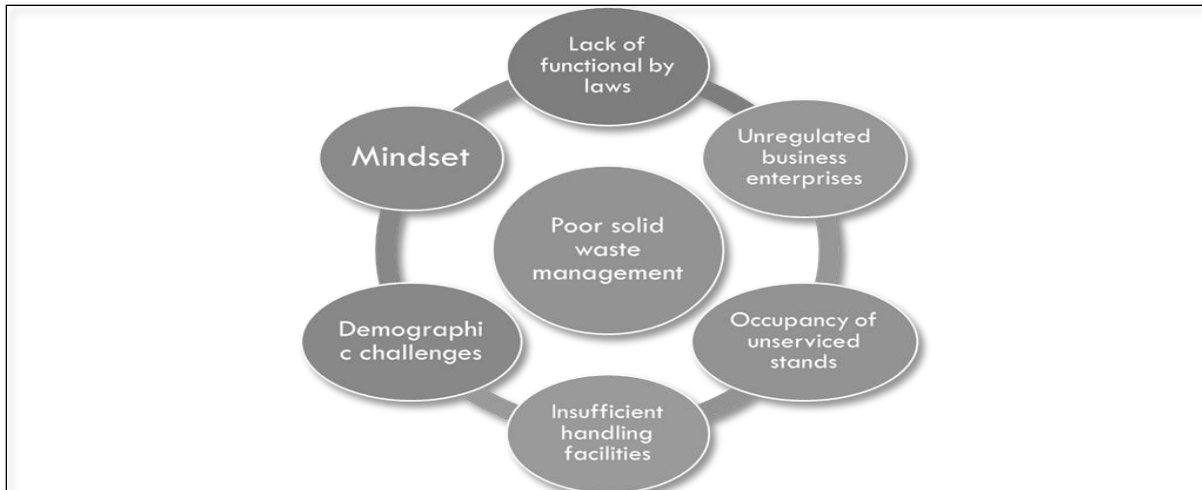 Lack of
functional by
laws
Unregulated
business
enterprises
Occupancy of
unserviced
stands
Insufficient
handling
facilities
Demographi
c challenges
Mindset
Poor solid
waste
management